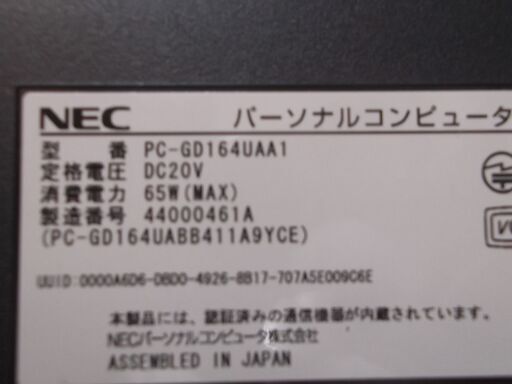 NEC パーソナルコンピュータ
型 番 PC-GD164UAA1
定格電圧 DC20V
消費電力 65W(MAX)
製造番号 44000461A
(PC-GD164UABB411A9YCE)
UUID:0000A6D6-DBD0-4926-8B17-707A5E009C6E
本製品には、認証済みの通信機器が内蔵されています。
NECパーソナルコンピュータ株式会社
ASSEMBLED IN JAPAN